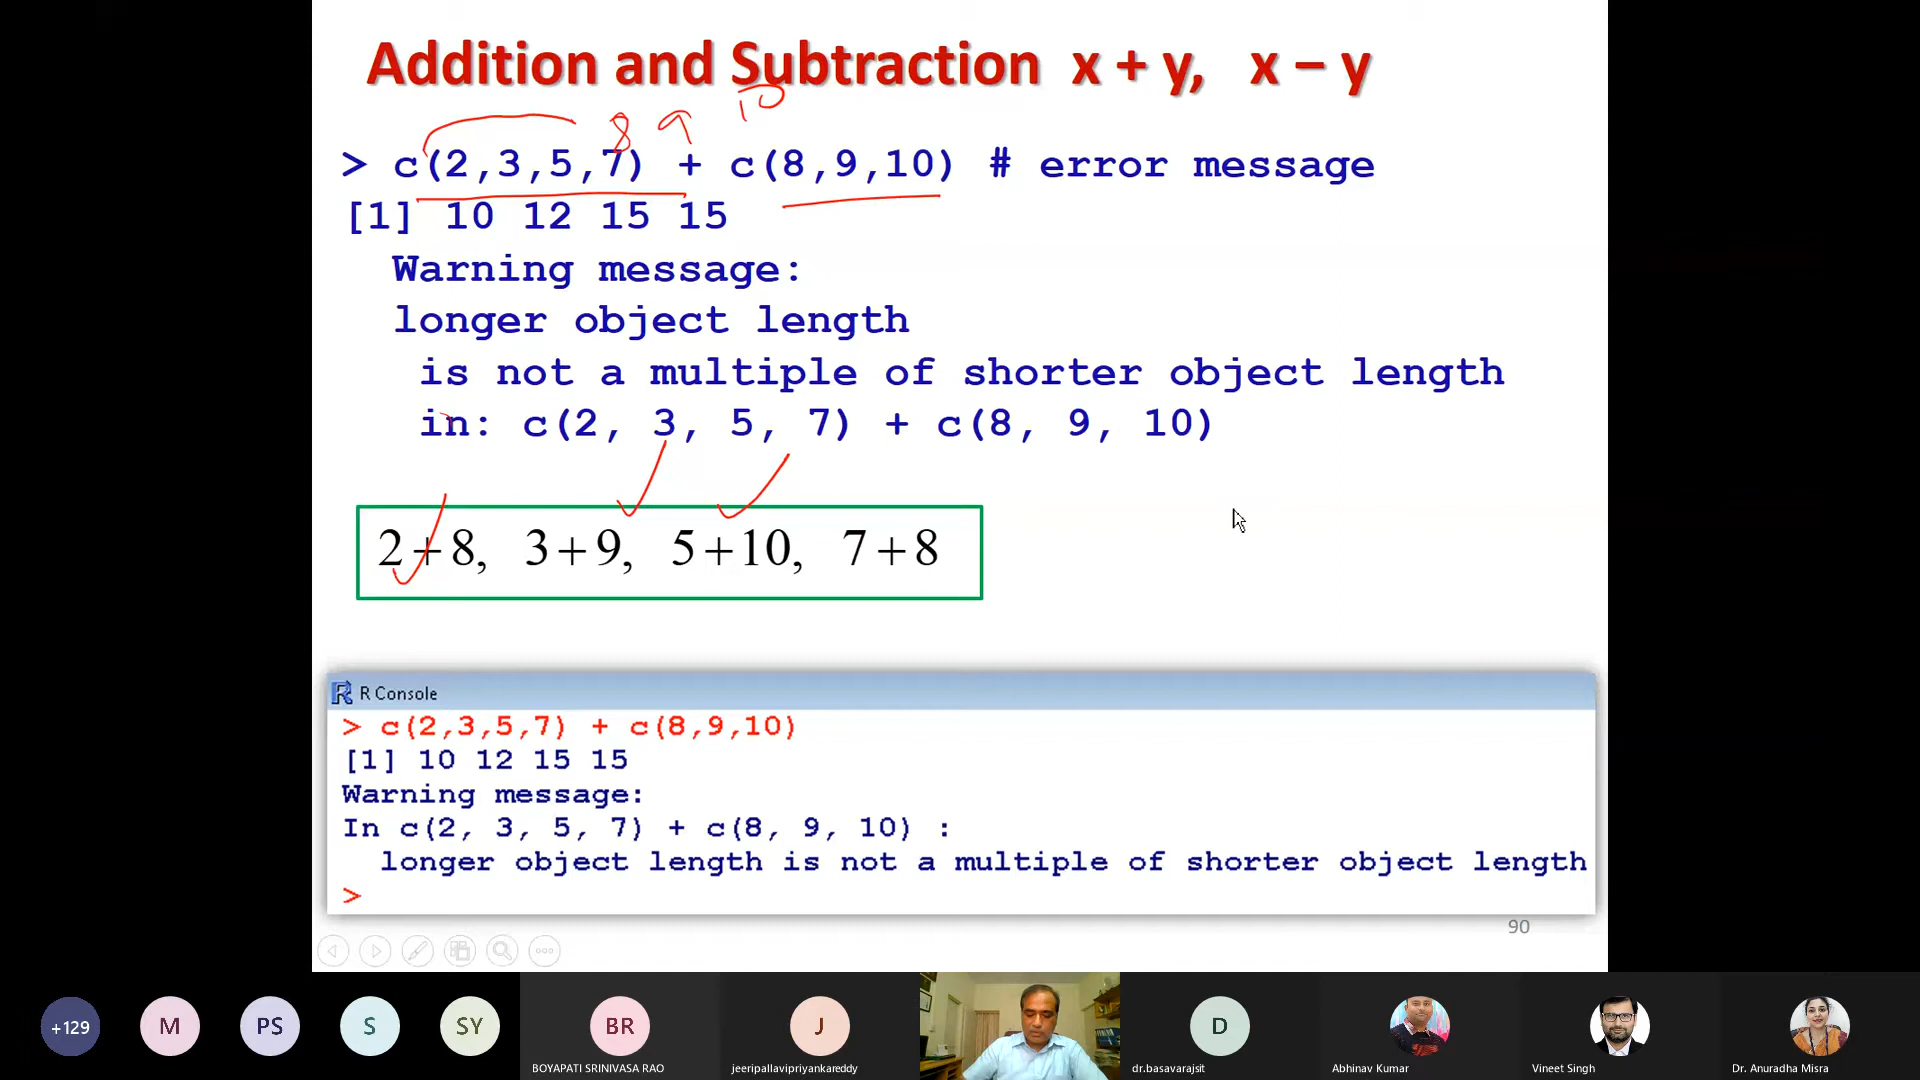 Addition and Subtraction x + y, x − y
8 9 10
> c(2,3,5,7) + c(8,9,10) # error message
[1] 10 12 15 15
Warning message:
longer object length
is not a multiple of shorter object length
in: c(2, 3, 5, 7) + c(8, 9, 10)
2+8, 3+9, 5+10, 7+8
R Console
> c(2,3,5,7) + c(8,9,10)
[1] 10 12 15 15
Warning message:
In c(2, 3, 5, 7) + c(8, 9, 10) :
longer object length is not a multiple of shorter object length
>
90
+129 M PS S SY BR J D
BOYAPATI SRINIVASA RAO jeeripallavipriyankareddy dr.basavarajsit Abhinav Kumar Vineet Singh Dr. Anuradha Misra